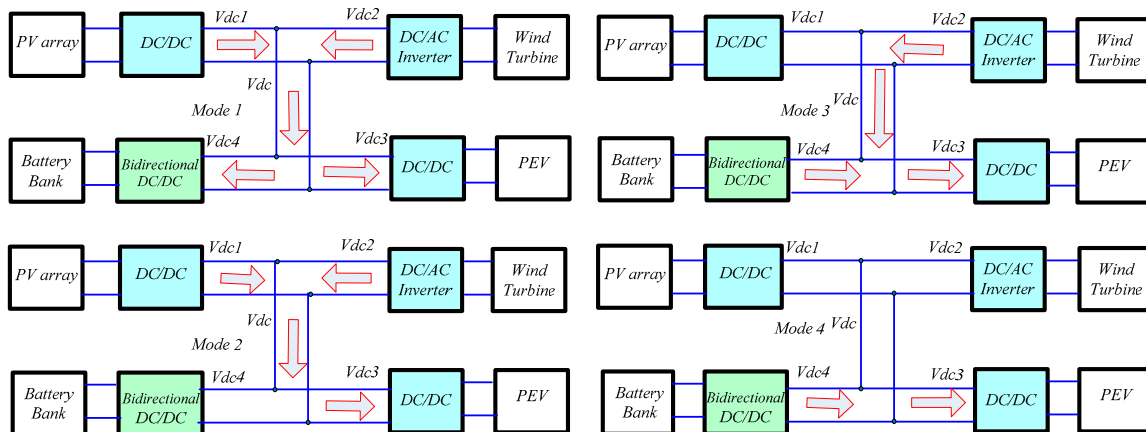 Vdc1
Vdc2
PV array
DC/DC
DC/AC
Inverter
Wind
Turbine
Vdc
Mode 1
Vdc4
Vdc3
Battery
Bank
Bidirectional
DC/DC
DC/DC
PEV
Vdc1
Vdc2
PV array
DC/DC
DC/AC
Inverter
Wind
Turbine
Mode 3
Vdc
Vdc4
Vdc3
Battery
Bank
Bidirectional
DC/DC
DC/DC
PEV
Vdc1
Vdc2
PV array
DC/DC
DC/AC
Inverter
Wind
Turbine
Vdc
Mode 2
Vdc4
Vdc3
Battery
Bank
Bidirectional
DC/DC
DC/DC
PEV
Vdc1
Vdc2
PV array
DC/DC
DC/AC
Inverter
Wind
Turbine
Mode 4
Vdc
Vdc4
Vdc3
Battery
Bank
Bidirectional
DC/DC
DC/DC
PEV